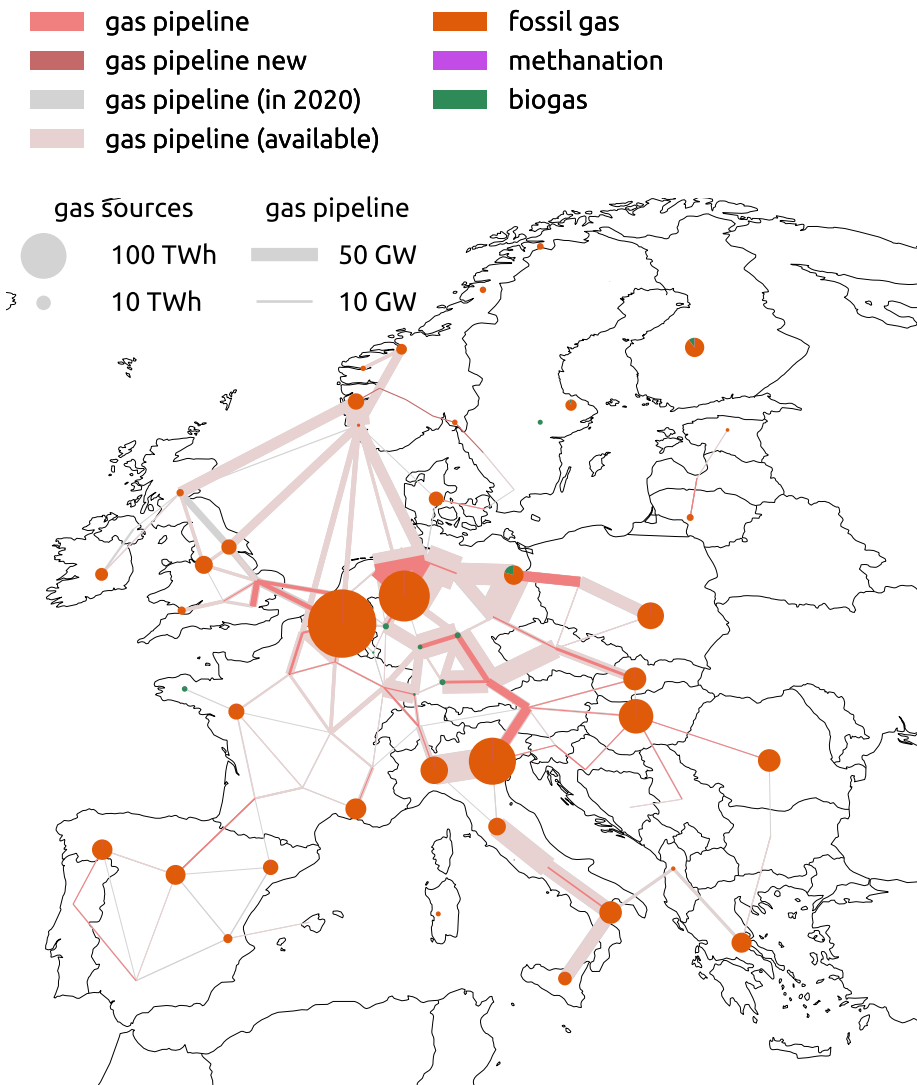 gas pipeline
gas pipeline new
gas pipeline (in 2020)
gas pipeline (available)
fossil gas
methanation
biogas
gas sources
100 TWh
10 TWh
gas pipeline
50 GW
10 GW